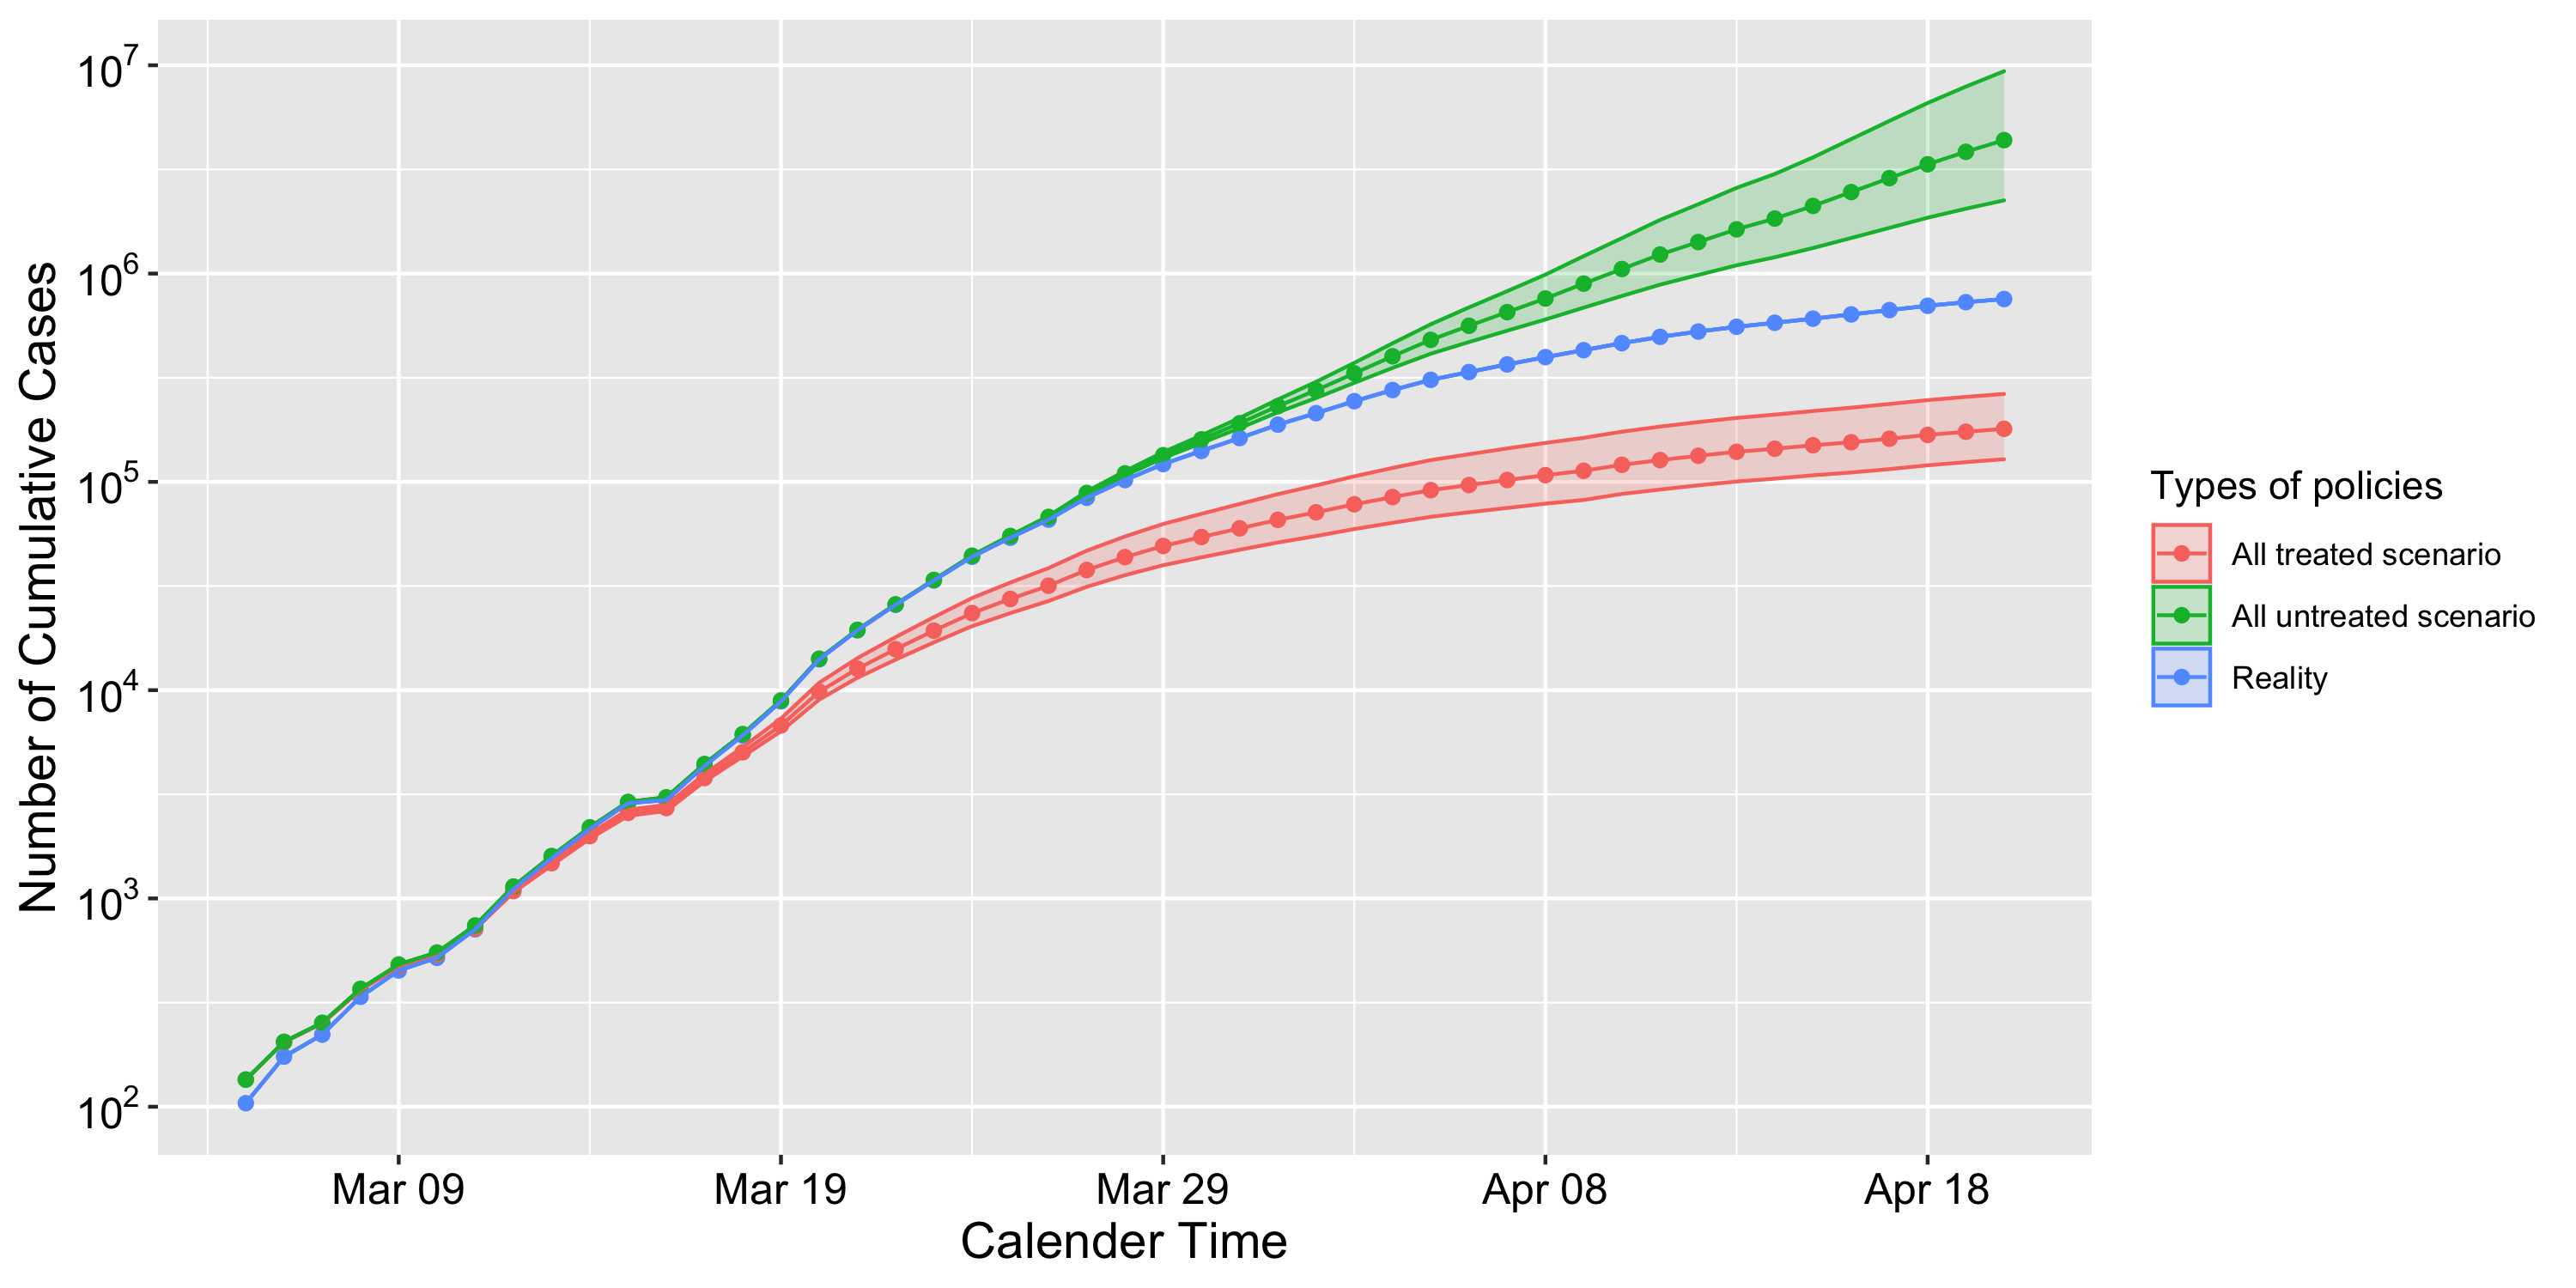 Number of Cumulative Cases
10^7
10^6
10^5
10^4
10^3
10^2
Mar 09
Mar 19
Mar 29
Apr 08
Apr 18
Calender Time
Types of policies
All treated scenario
All untreated scenario
Reality